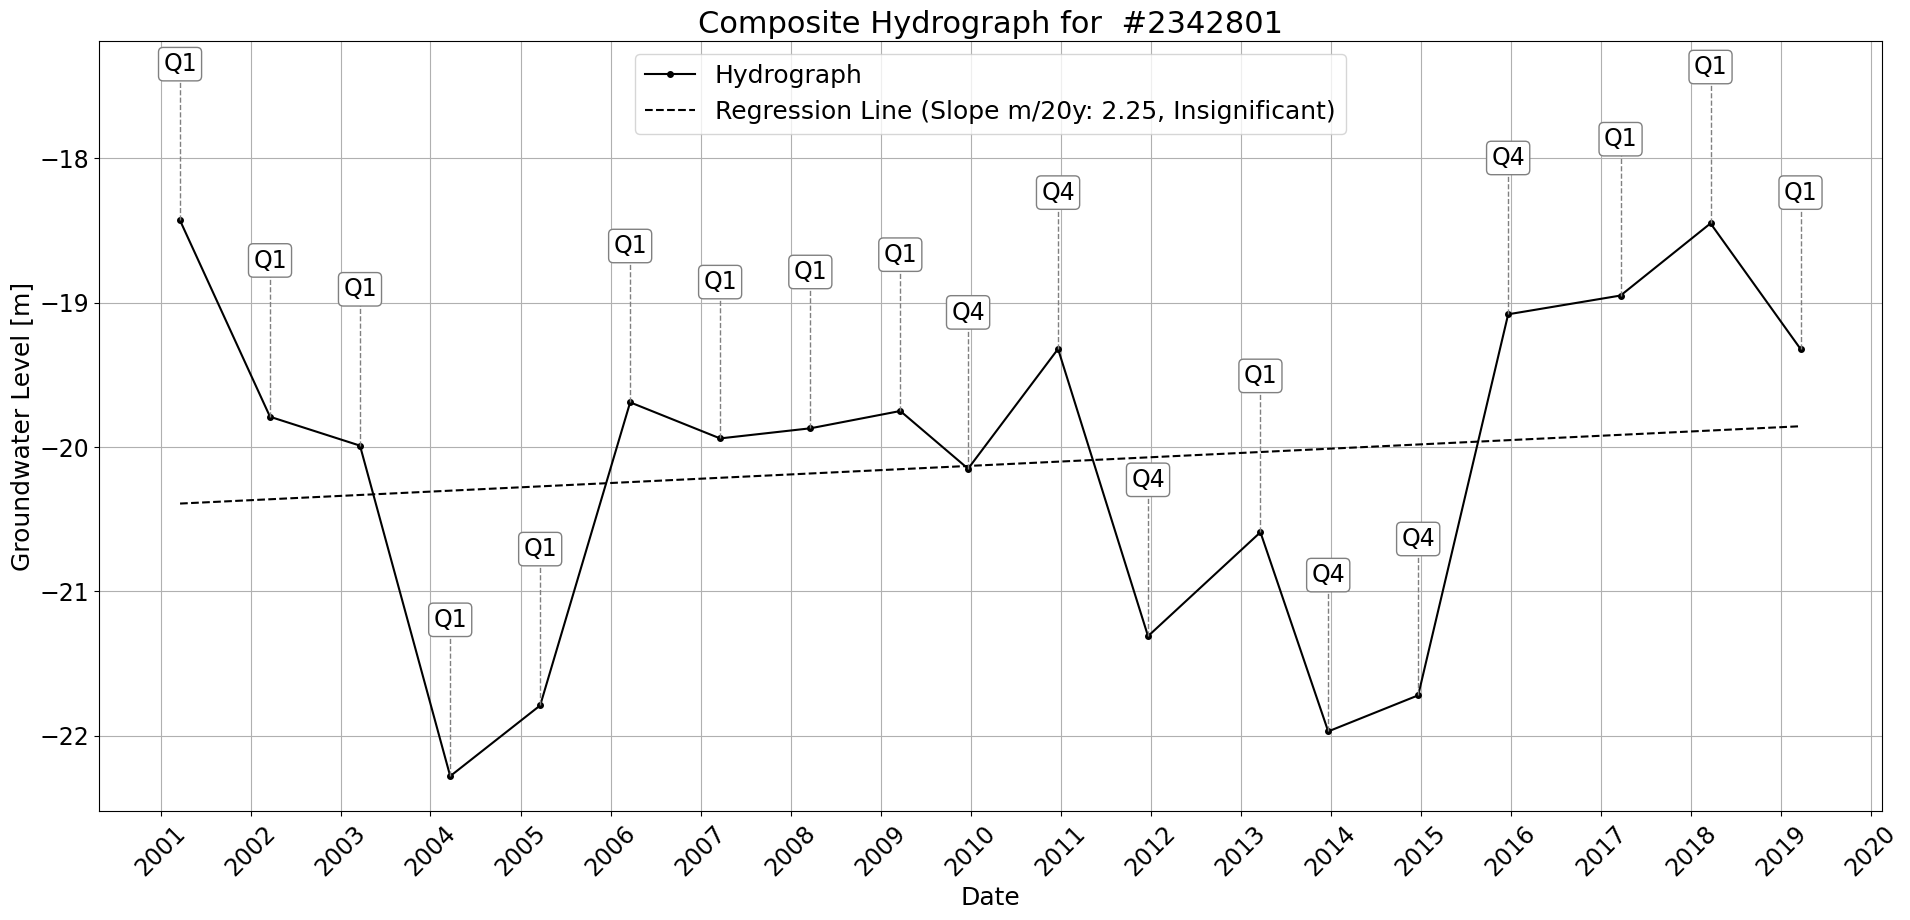 Composite Hydrograph for  #2342801
Hydrograph
Regression Line (Slope m/20y: 2.25, Insignificant)
Q1
Q1
Q1
Q1
Q1
Q1
Q1
Q1
Q1
Q4
Q4
Q4
Q1
Q4
Q4
Q4
Q1
Q1
Q1
Groundwater Level [m]
−18
−19
−20
−21
−22
2001
2002
2003
2004
2005
2006
2007
2008
2009
2010
2011
2012
2013
2014
2015
2016
2017
2018
2019
2020
Date